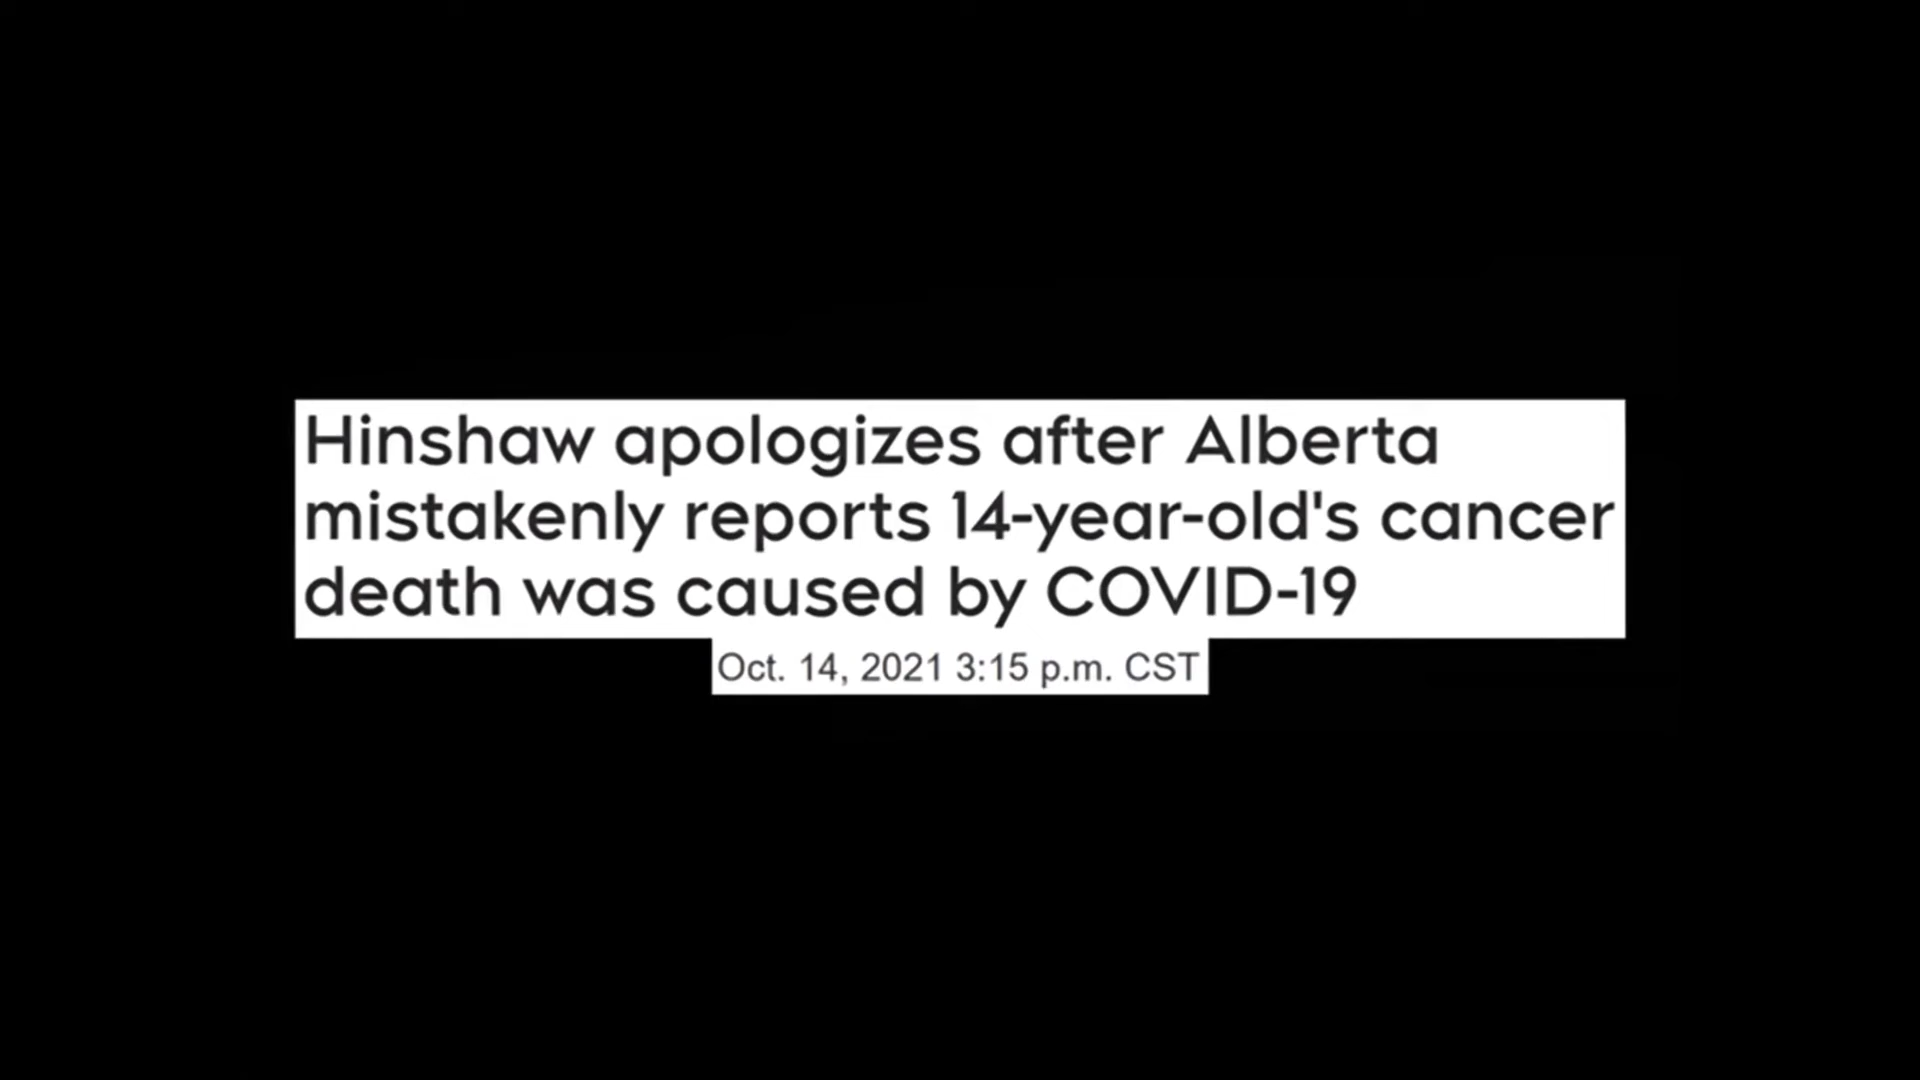 Hinshaw apologizes after Alberta
mistakenly reports 14-year-old's cancer
death was caused by COVID-19
Oct. 14, 2021 3:15 p.m. CST